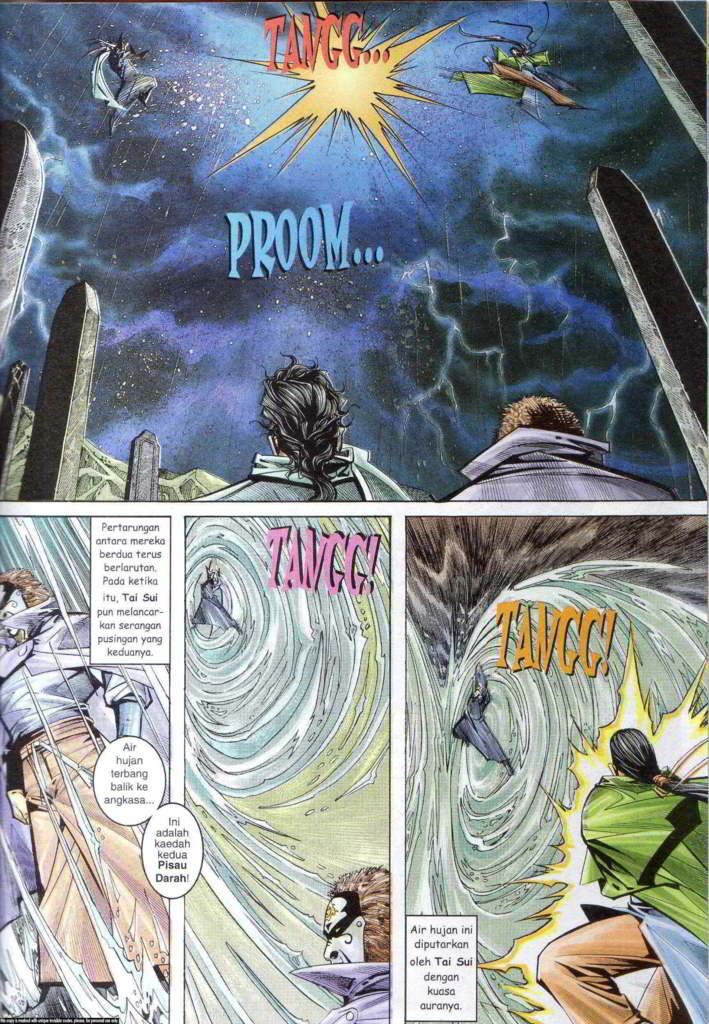 TANGG...
PROOM...
Pertarungan
antara mereka
berdua terus
berlarutan.
Pada ketika
itu, Tai Sui
pun melancar-
kan serangan
pusingan yang
keduanya.
Air
hujan
terbang
balik ke
angkasa...
Ini
adalah
kaedah
kedua
Pisau
Darah!
TANGG!
TANGG!
Air hujan ini
diputarkan
oleh Tai Sui
dengan
kuasa
auranya.